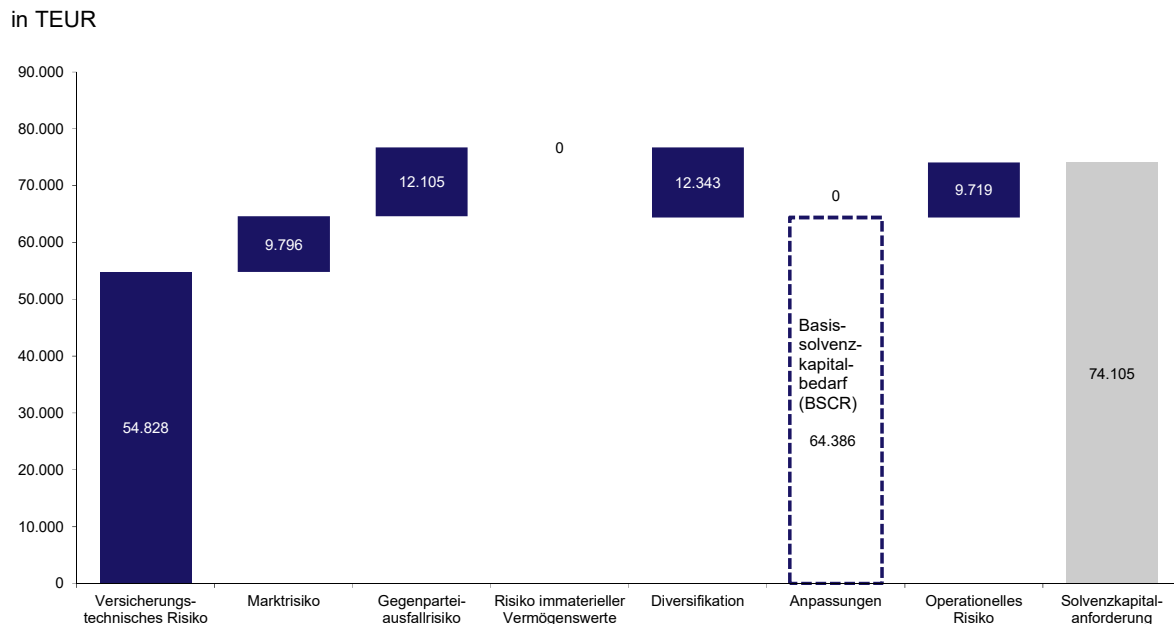 in TEUR
90.000
80.000
70.000
60.000
50.000
40.000
30.000
20.000
10.000
0
54.828
9.796
12.105
0
12.343
0
Basis-
solvenz-
kapital-
bedarf
(BSCR)
64.386
9.719
74.105
Versicherungs-
technisches Risiko
Marktrisiko
Gegenpartei-
ausfallrisiko
Risiko immaterieller
Vermögenswerte
Diversifikation
Anpassungen
Operationelles
Risiko
Solvenzkapital-
anforderung